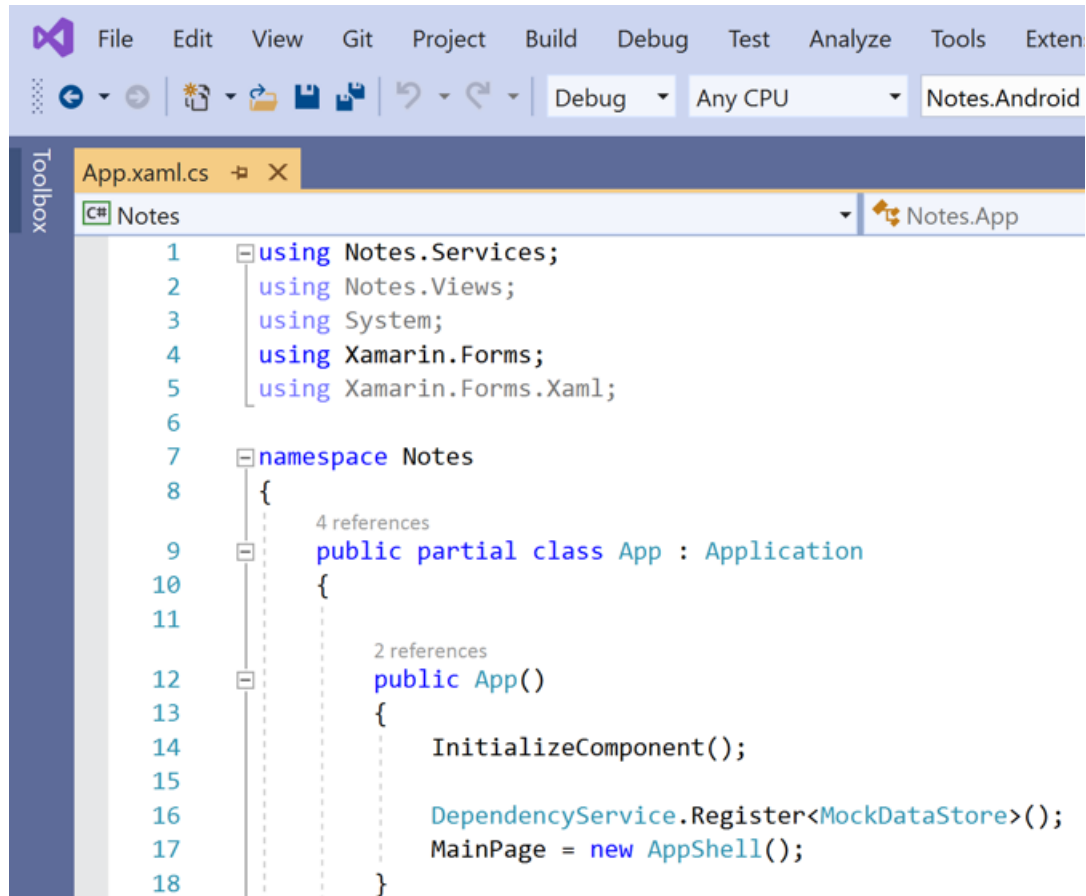 File Edit View Git Project Build Debug Test Analyze Tools Exten
Debug Any CPU Notes.Android
Toolbox
App.xaml.cs
C# Notes Notes.App
1 using Notes.Services;
2 using Notes.Views;
3 using System;
4 using Xamarin.Forms;
5 using Xamarin.Forms.Xaml;
6
7 namespace Notes
8 {
4 references
9 public partial class App : Application
10 {
11
2 references
12 public App()
13 {
14 InitializeComponent();
15
16 DependencyService.Register<MockDataStore>();
17 MainPage = new AppShell();
18 }